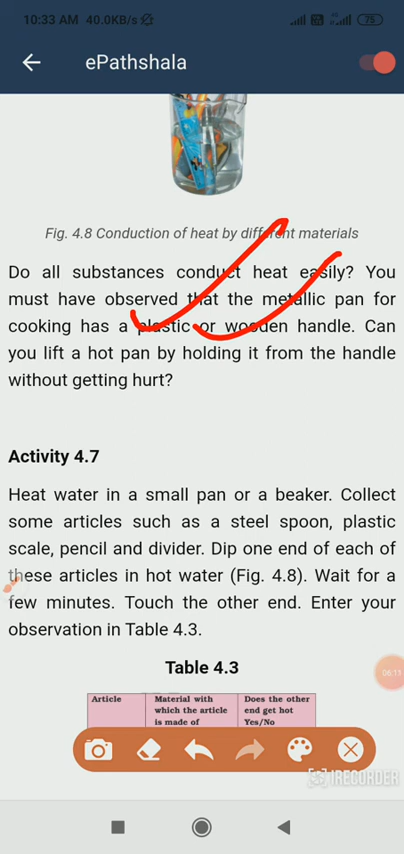 10:33 AM 40.0KB/s
75
ePathshala
Fig. 4.8 Conduction of heat by different materials
Do all substances conduct heat easily? You
must have observed that the metallic pan for
cooking has a plastic or wooden handle. Can
you lift a hot pan by holding it from the handle
without getting hurt?
Activity 4.7
Heat water in a small pan or a beaker. Collect
some articles such as a steel spoon, plastic
scale, pencil and divider. Dip one end of each of
these articles in hot water (Fig. 4.8). Wait for a
few minutes. Touch the other end. Enter your
observation in Table 4.3.
06:11
Table 4.3
Article
Material with
which the article
is made of
Does the other
end get hot
Yes/No
IRECORDER